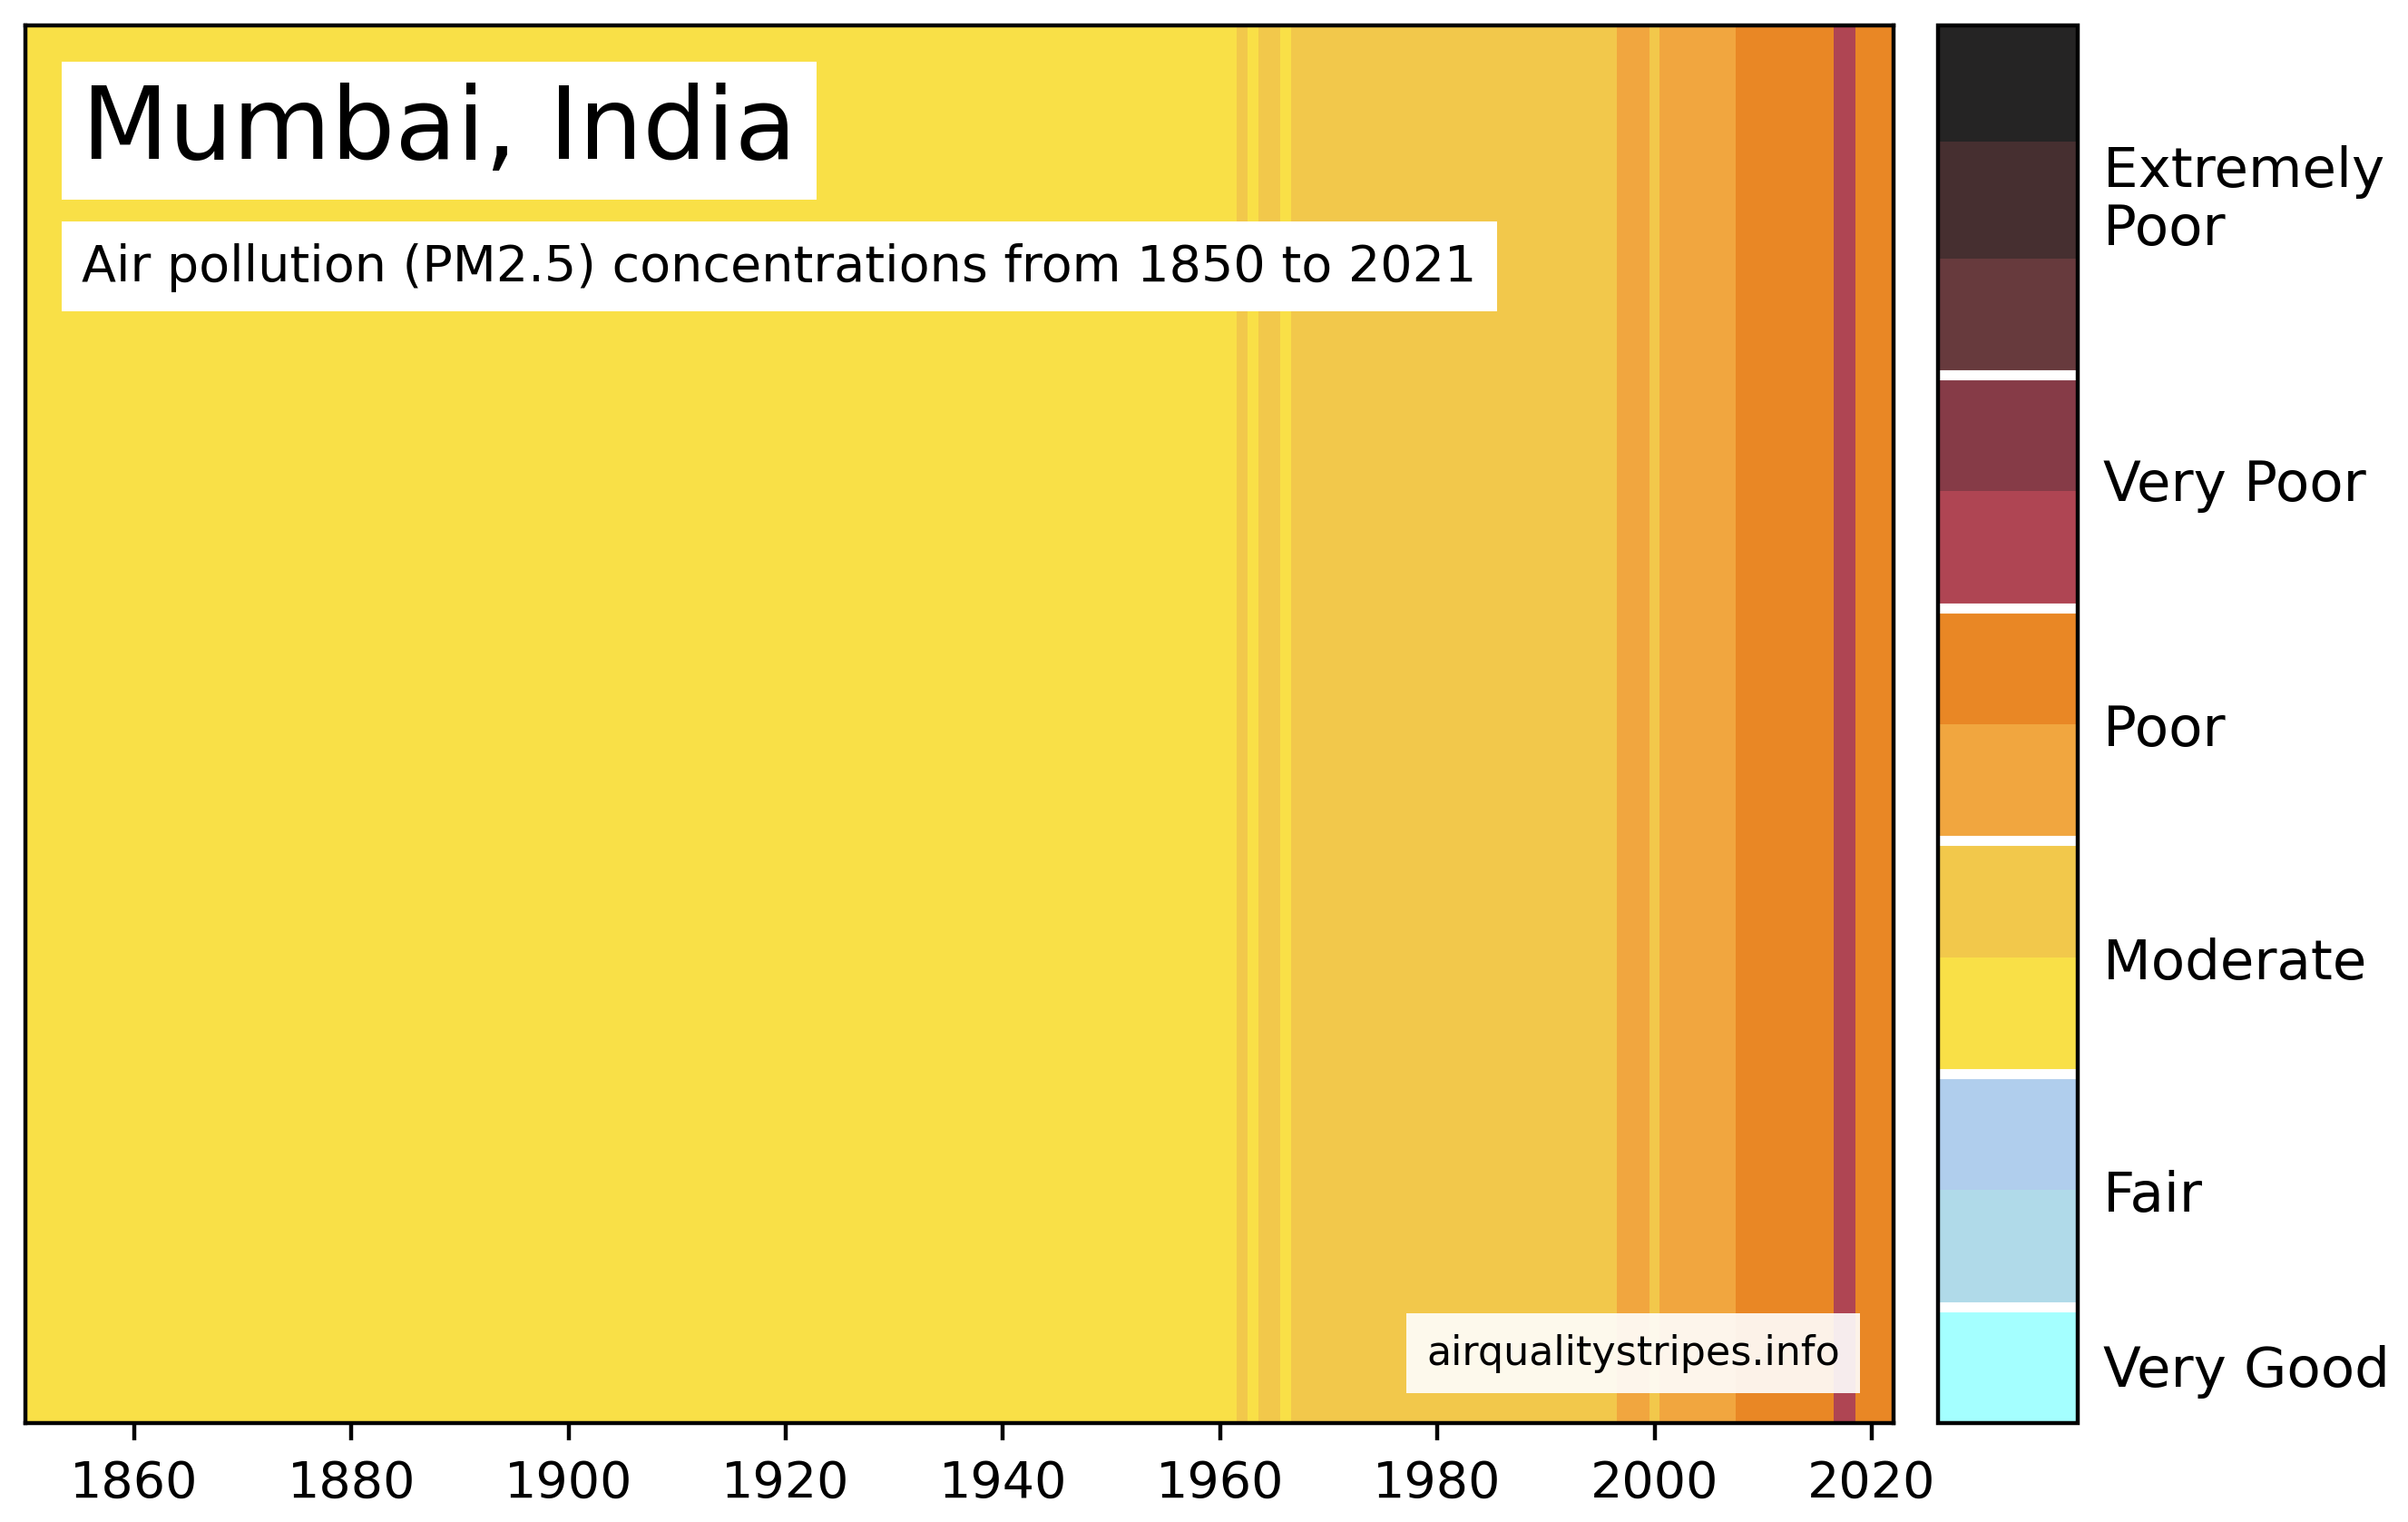 Mumbai, India
Air pollution (PM2.5) concentrations from 1850 to 2021
Extremely
Poor
Very Poor
Poor
Moderate
Fair
Very Good
airqualitystripes.info
1860 1880 1900 1920 1940 1960 1980 2000 2020